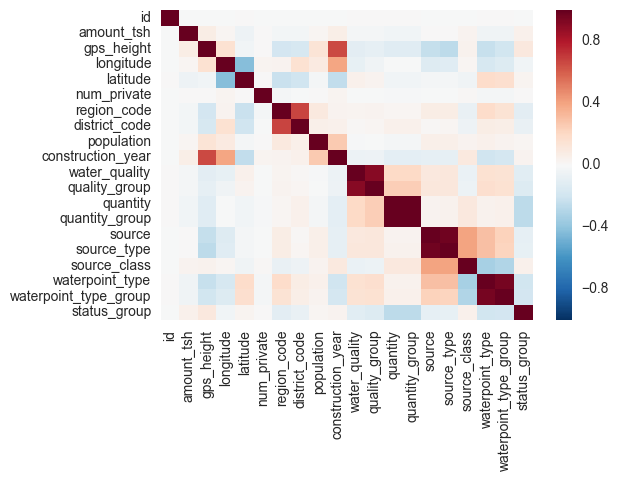 id
amount_tsh
gps_height
longitude
latitude
num_private
region_code
district_code
population
construction_year
water_quality
quality_group
quantity
quantity_group
source
source_type
source_class
waterpoint_type
waterpoint_type_group
status_group
0.8
0.4
0.0
−0.4
−0.8
id
amount_tsh
gps_height
longitude
latitude
num_private
region_code
district_code
population
construction_year
water_quality
quality_group
quantity
quantity_group
source
source_type
source_class
waterpoint_type
waterpoint_type_group
status_group